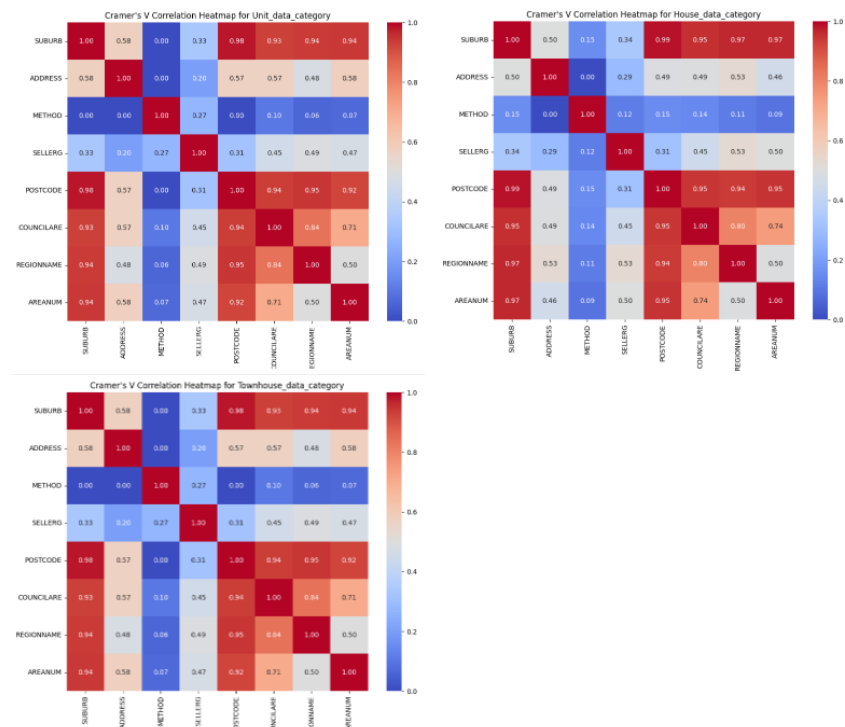 Cramer's V Correlation Heatmap for Unit_data_category
SUBURB 1.00 0.58 0.00 0.33 0.98 0.93 0.94 0.94
ADDRESS 0.58 1.00 0.00 0.20 0.57 0.57 0.48 0.58
METHOD 0.00 0.00 1.00 0.27 0.00 0.10 0.06 0.07
SELLERG 0.33 0.20 0.27 1.00 0.31 0.45 0.49 0.47
POSTCODE 0.98 0.57 0.00 0.31 1.00 0.94 0.95 0.92
COUNCILARE 0.93 0.57 0.10 0.45 0.94 1.00 0.84 0.71
REGIONNAME 0.94 0.48 0.06 0.49 0.95 0.84 1.00 0.50
AREANUM 0.94 0.58 0.07 0.47 0.92 0.71 0.50 1.00
SUBURB ADDRESS METHOD SELLERG POSTCODE COUNCILARE EGIONNAME AREANUM
1.0
0.8
0.6
0.4
0.2
0.0
Cramer's V Correlation Heatmap for House_data_category
SUBURB 1.00 0.50 0.15 0.34 0.99 0.95 0.97 0.97
ADDRESS 0.50 1.00 0.00 0.29 0.49 0.49 0.53 0.46
METHOD 0.15 0.00 1.00 0.12 0.15 0.14 0.11 0.09
SELLERG 0.34 0.29 0.12 1.00 0.31 0.45 0.53 0.50
POSTCODE 0.99 0.49 0.15 0.31 1.00 0.95 0.94 0.95
COUNCILARE 0.95 0.49 0.14 0.45 0.95 1.00 0.80 0.74
REGIONNAME 0.97 0.53 0.11 0.53 0.94 0.80 1.00 0.50
AREANUM 0.97 0.46 0.09 0.50 0.95 0.74 0.50 1.00
SUBURB ADDRESS METHOD SELLERG POSTCODE COUNCILARE REGIONNAME AREANUM
1.0
0.8
0.6
0.4
0.2
0.0
Cramer's V Correlation Heatmap for Townhouse_data_category
SUBURB 1.00 0.58 0.00 0.33 0.98 0.93 0.94 0.94
ADDRESS 0.58 1.00 0.00 0.20 0.57 0.57 0.48 0.58
METHOD 0.00 0.00 1.00 0.27 0.00 0.10 0.06 0.07
SELLERG 0.33 0.20 0.27 1.00 0.31 0.45 0.49 0.47
POSTCODE 0.98 0.57 0.00 0.31 1.00 0.94 0.95 0.92
COUNCILARE 0.93 0.57 0.10 0.45 0.94 1.00 0.84 0.71
REGIONNAME 0.94 0.48 0.06 0.49 0.95 0.84 1.00 0.50
AREANUM 0.94 0.58 0.07 0.47 0.92 0.71 0.50 1.00
SUBURB ADDRESS METHOD SELLERG POSTCODE COUNCILARE REGIONNAME AREANUM
1.0
0.8
0.6
0.4
0.2
0.0